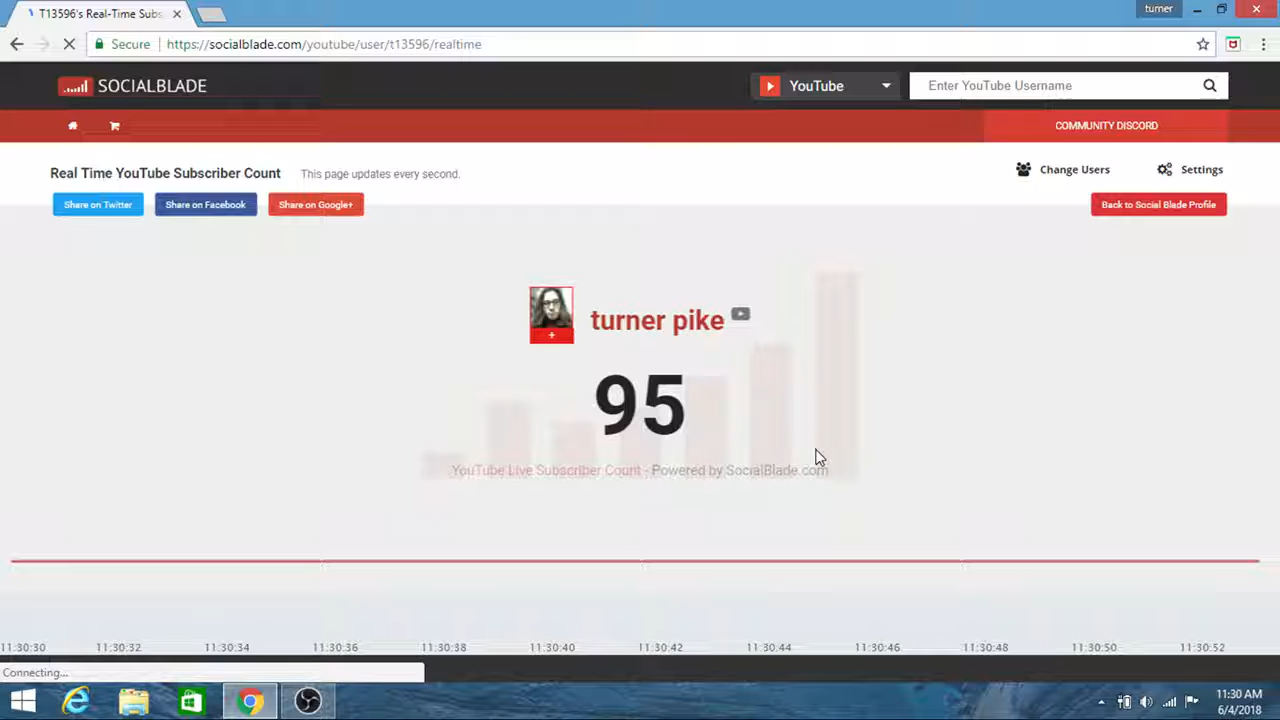 T13596's Real-Time Subs
turner
Secure
https://socialblade.com/youtube/user/t13596/realtime
SOCIALBLADE
YouTube
Enter YouTube Username
COMMUNITY DISCORD
Real Time YouTube Subscriber Count
This page updates every second.
Change Users
Settings
Share on Twitter
Share on Facebook
Share on Google+
Back to Social Blade Profile
+
turner pike
95
YouTube Live Subscriber Count - Powered by SocialBlade.com
11:30:30 11:30:32 11:30:34 11:30:36 11:30:38 11:30:40 11:30:42 11:30:44 11:30:46 11:30:48 11:30:50 11:30:52
Connecting...
11:30 AM
6/4/2018